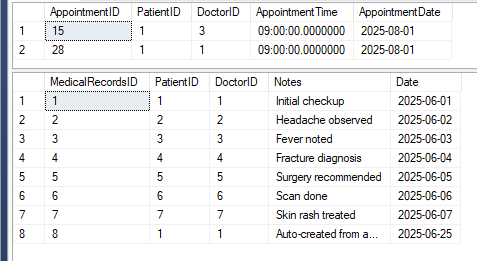 AppointmentID PatientID DoctorID AppointmentTime AppointmentDate
1 15 1 3 09:00:00.0000000 2025-08-01
2 28 1 1 09:00:00.0000000 2025-08-01
MedicalRecordsID PatientID DoctorID Notes Date
1 1 1 1 Initial checkup 2025-06-01
2 2 2 2 Headache observed 2025-06-02
3 3 3 3 Fever noted 2025-06-03
4 4 4 4 Fracture diagnosis 2025-06-04
5 5 5 5 Surgery recommended 2025-06-05
6 6 6 6 Scan done 2025-06-06
7 7 7 7 Skin rash treated 2025-06-07
8 8 1 1 Auto-created from a... 2025-06-25